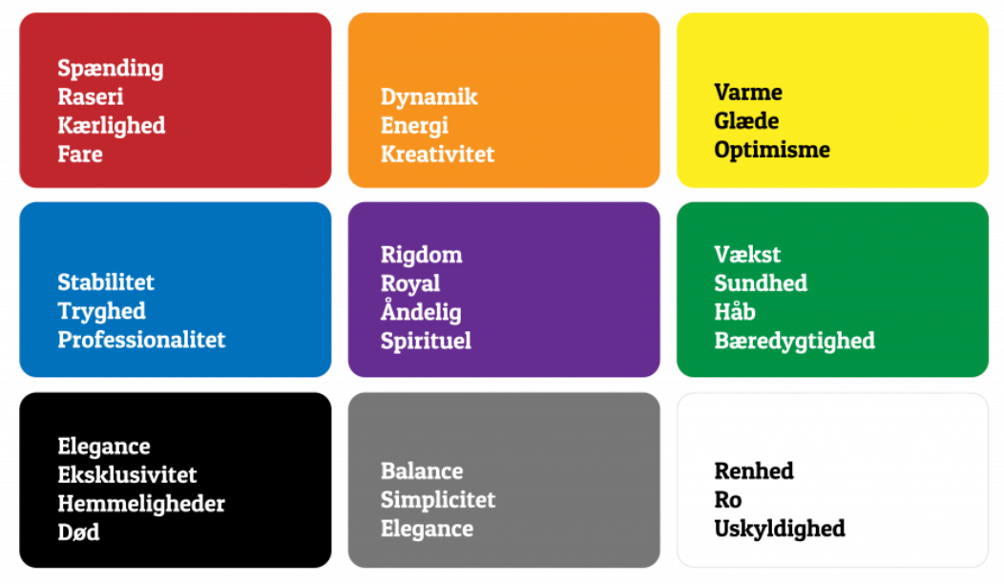 Spænding
Raseri
Kærlighed
Fare
Dynamik
Energi
Kreativitet
Varme
Glæde
Optimisme
Stabilitet
Tryghed
Professionalitet
Rigdom
Royal
Åndelig
Spirituel
Vækst
Sundhed
Håb
Bæredygtighed
Elegance
Eksklusivitet
Hemmeligheder
Død
Balance
Simplicitet
Elegance
Renhed
Ro
Uskyldighed